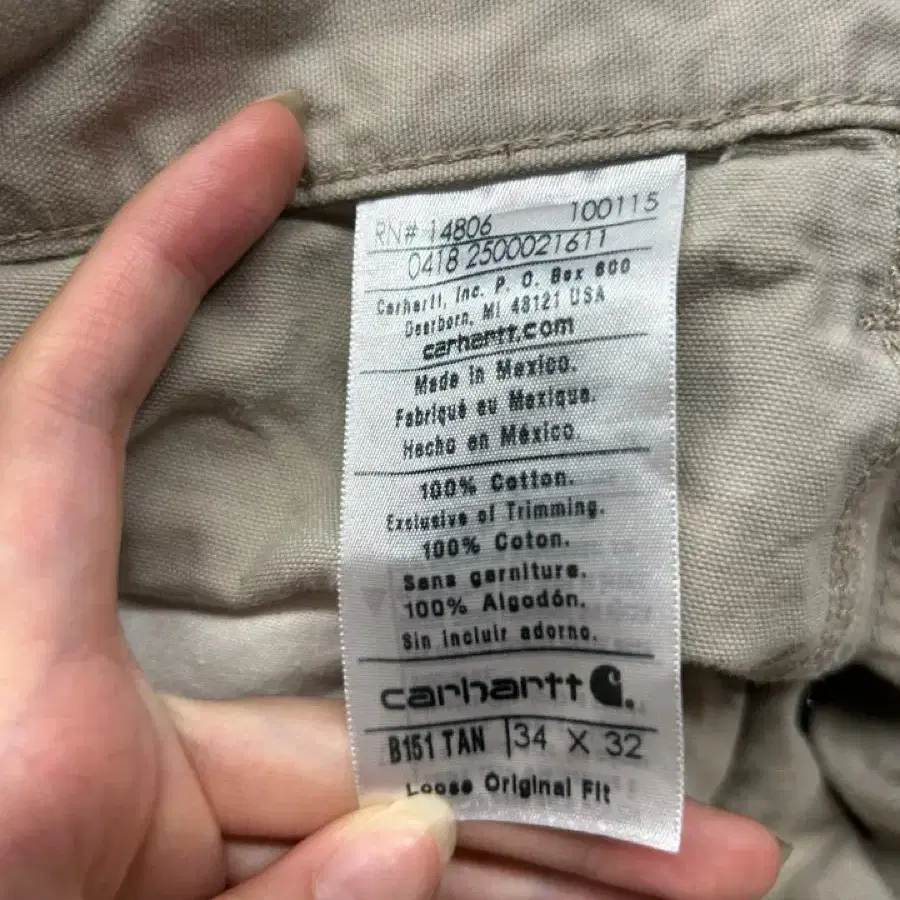 RN# 14806 100115
0418 2500021611
Carhartt, Inc. P. O. Box 600
Dearborn, MI 48121 USA
carhartt.com
Made in Mexico.
Fabriqué au Mexique.
Hecho en México.
100% Cotton.
Exclusive of Trimming.
100% Coton.
Sans garniture.
100% Algodón.
Sin incluir adorno.
carhartt
B151 TAN 34 X 32
Loose Original Fit